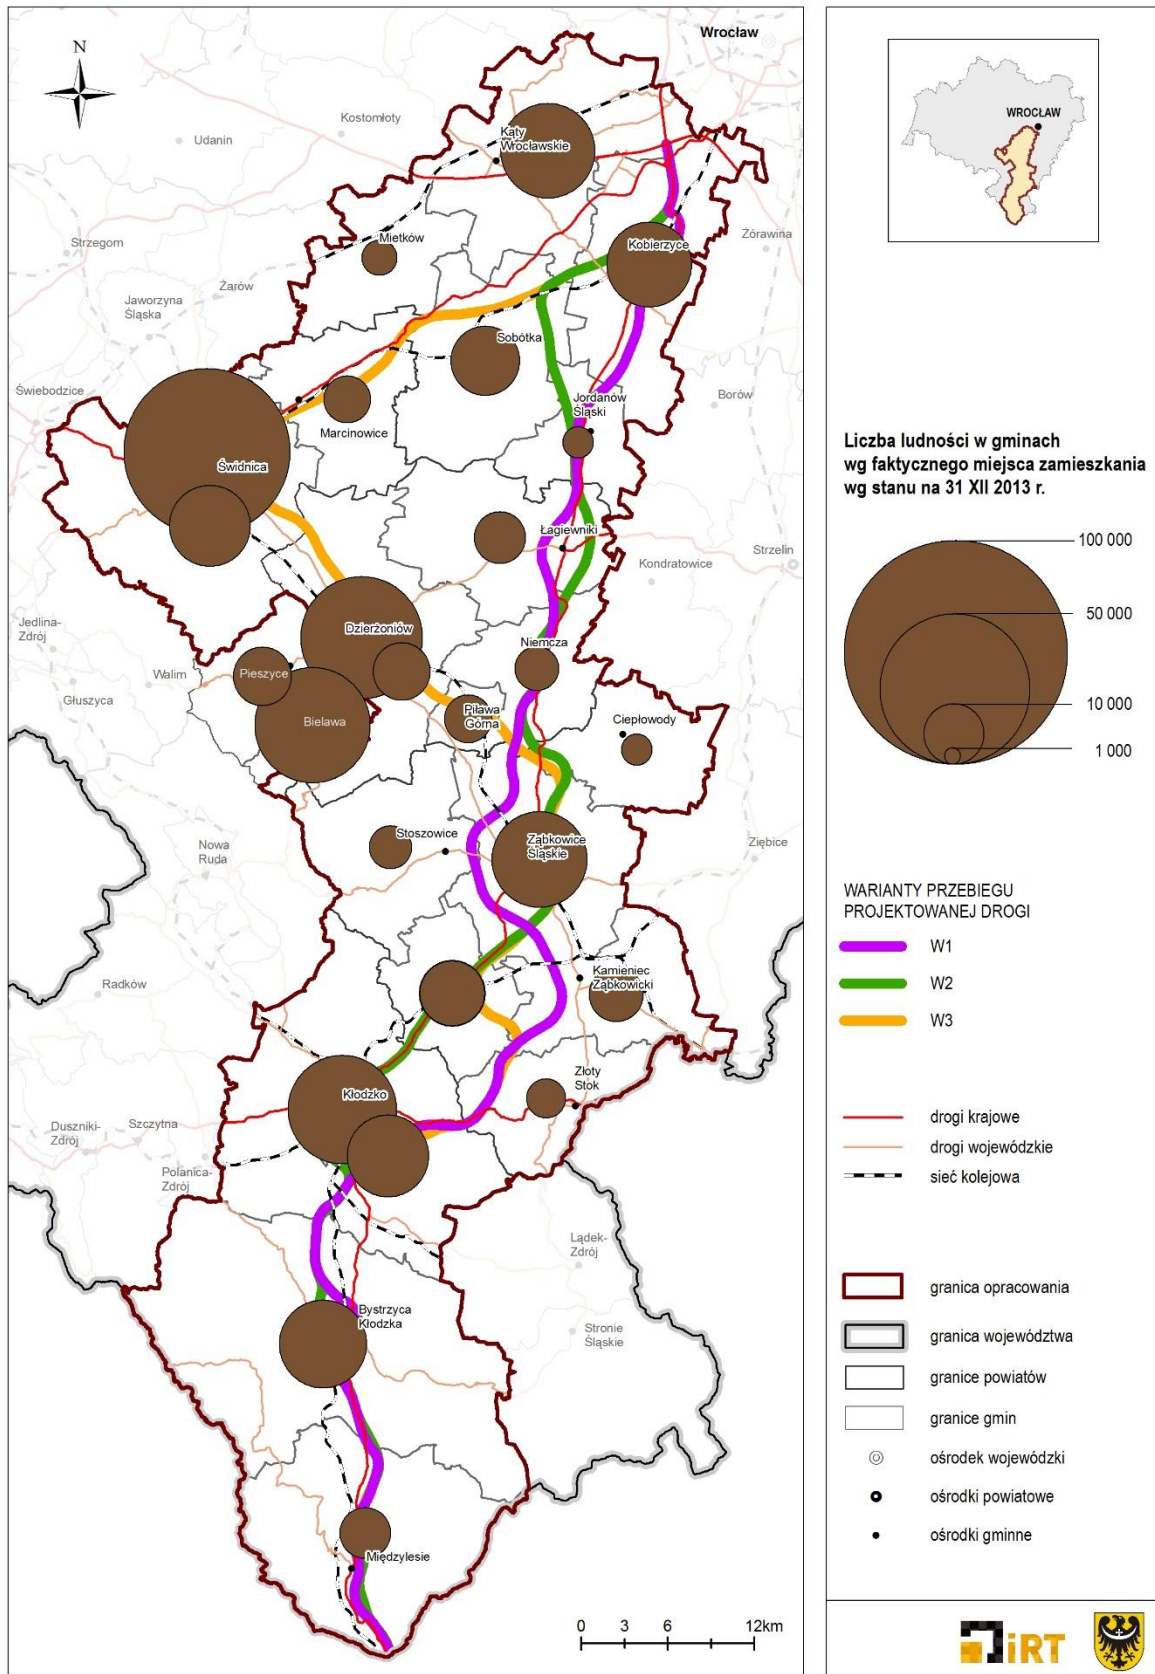 Wrocław
N
Kostomłoty
Udanin
Kąty
Wrocławskie
Strzegom
Mietków
Kobierzyce
Żórawina
Żarów
Jaworzyna
Śląska
Sobótka
Świebodzice
Marcinowice
Jordanów
Śląski
Borów
Świdnica
Łagiewniki
Strzelin
Kondratowice
Jedlina-
Zdrój
Dzierżoniów
Niemcza
Walim
Pieszyce
Głuszyca
Bielawa
Piława
Górna
Ciepłowody
Nowa
Ruda
Stoszowice
Ząbkowice
Śląskie
Ziębice
Radków
Kamieniec
Ząbkowicki
Złoty
Stok
Kłodzko
Duszniki-
Zdrój
Szczytna
Polanica-
Zdrój
Lądek-
Zdrój
Bystrzyca
Kłodzka
Stronie
Śląskie
Międzylesie
0 3 6 12km
WROCŁAW
Liczba ludności w gminach
wg faktycznego miejsca zamieszkania
wg stanu na 31 XII 2013 r.
100 000
50 000
10 000
1 000
WARIANTY PRZEBIEGU
PROJEKTOWANEJ DROGI
W1
W2
W3
drogi krajowe
drogi wojewódzkie
sieć kolejowa
granica opracowania
granica województwa
granice powiatów
granice gmin
ośrodek wojewódzki
ośrodki powiatowe
ośrodki gminne
iRT